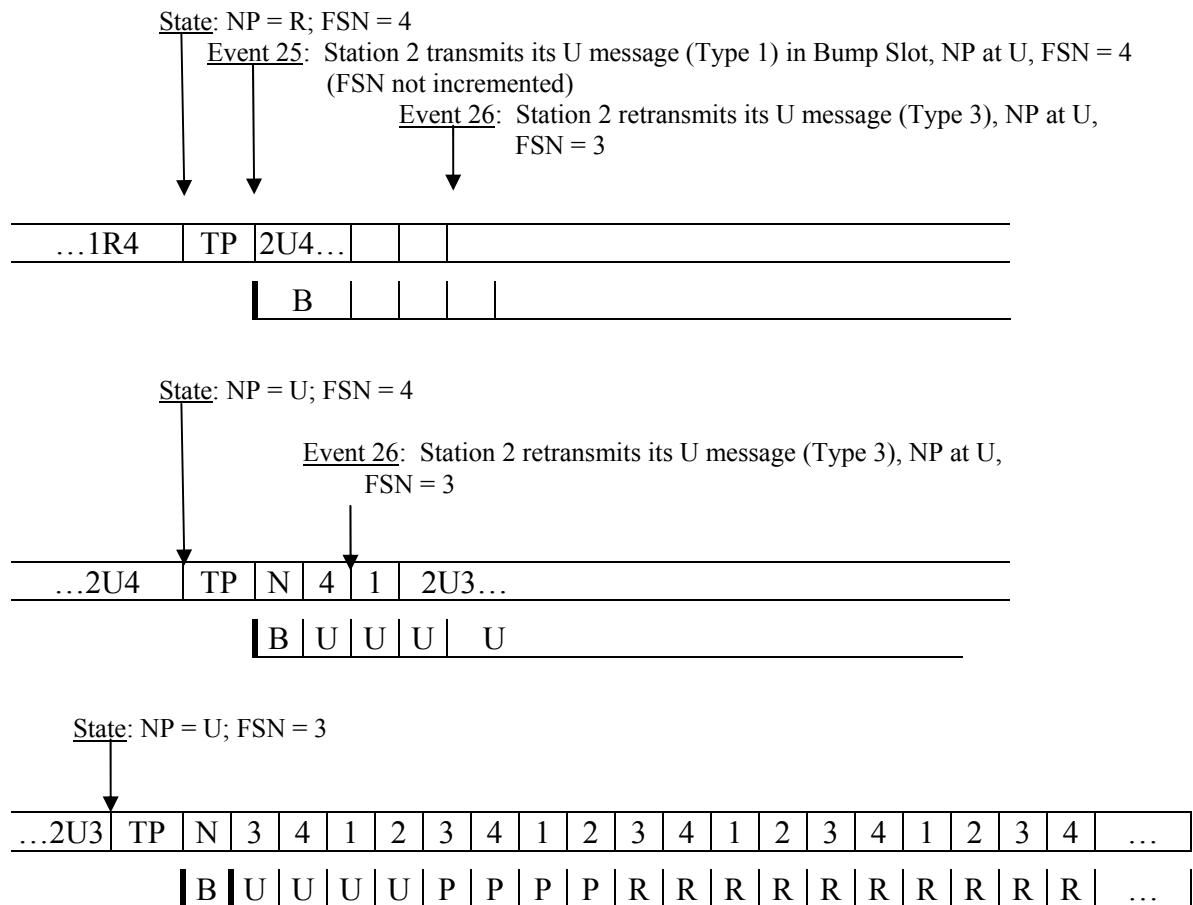 State: NP = R; FSN = 4
Event 25: Station 2 transmits its U message (Type 1) in Bump Slot, NP at U, FSN = 4
(FSN not incremented)
Event 26: Station 2 retransmits its U message (Type 3), NP at U,
FSN = 3
…1R4 TP 2U4…
B
State: NP = U; FSN = 4
Event 26: Station 2 retransmits its U message (Type 3), NP at U,
FSN = 3
…2U4 TP N 4 1 2U3…
B U U U U
State: NP = U; FSN = 3
…2U3 TP N 3 4 1 2 3 4 1 2 3 4 1 2 3 4 1 2 3 4 …
B U U U U P P P P R R R R R R R R R R …